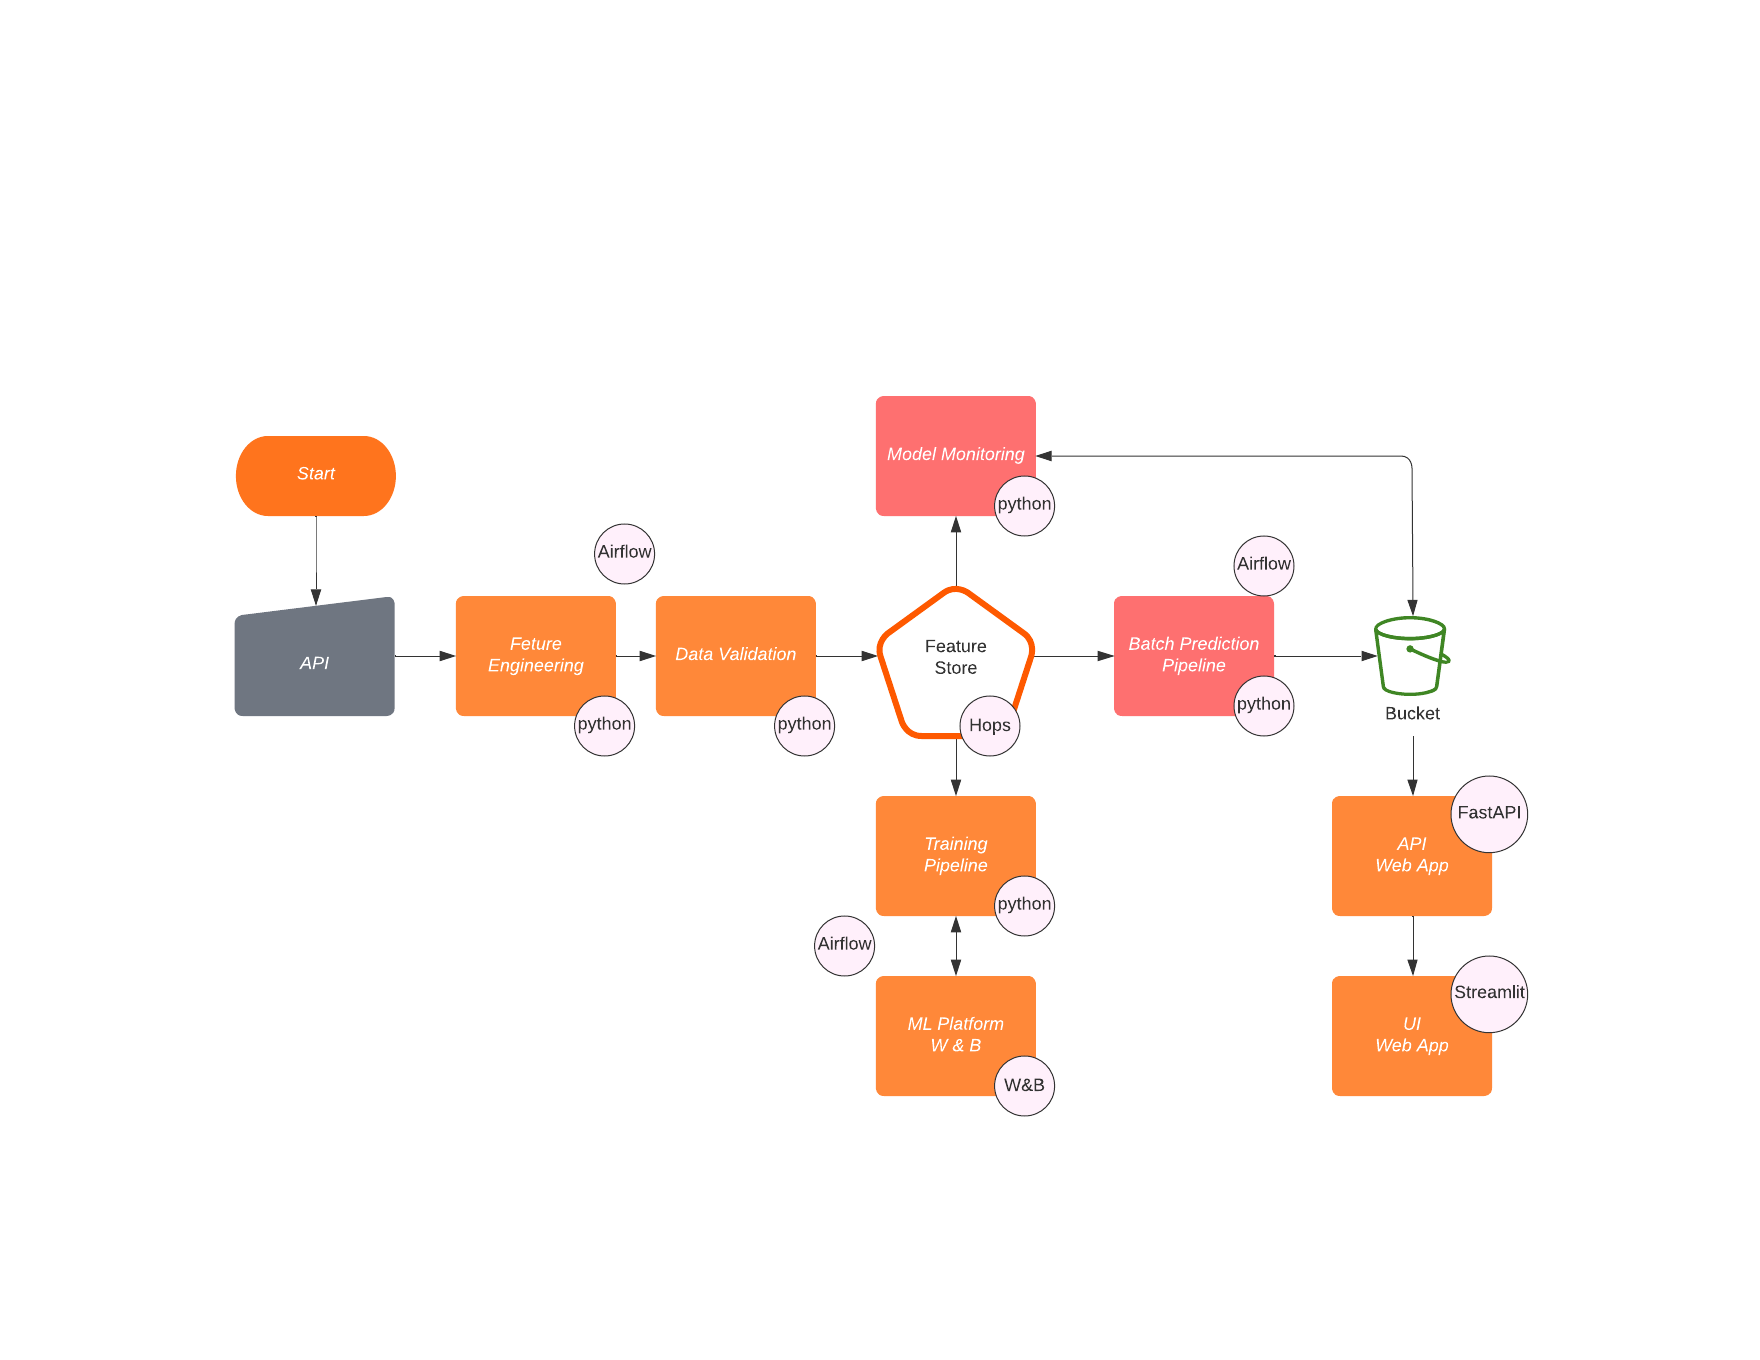 Model Monitoring
python
Start
Airflow
Airflow
API
Feture
Engineering
python
Data Validation
python
Feature
Store
Hops
Batch Prediction
Pipeline
python
Bucket
Training
Pipeline
python
FastAPI
API
Web App
Airflow
ML Platform
W & B
W&B
Streamlit
UI
Web App